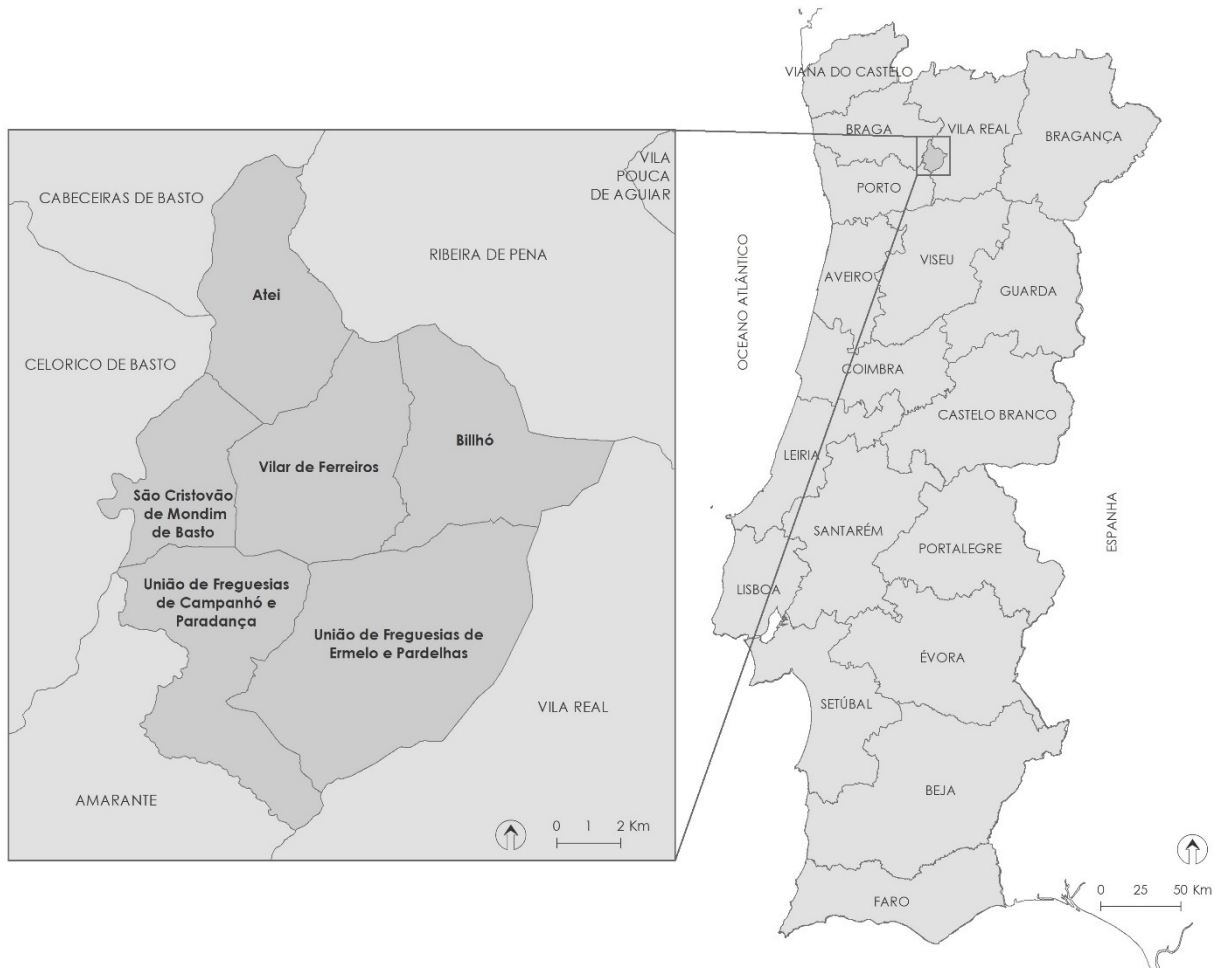 CABECEIRAS DE BASTO
VILA
POUCA
DE AGUIAR
RIBEIRA DE PENA
Atei
CELORICO DE BASTO
Billhó
Vilar de Ferreiros
São Cristovão
de Mondim
de Basto
União de Freguesias
de Campanhó e
Paradança
União de Freguesias de
Ermelo e Pardelhas
VILA REAL
AMARANTE
0 1 2 Km
VIANA DO CASTELO
BRAGA
VILA REAL
BRAGANÇA
PORTO
OCEANO ATLÂNTICO
AVEIRO
VISEU
GUARDA
COIMBRA
CASTELO BRANCO
LEIRIA
SANTARÉM
ESPANHA
PORTALEGRE
LISBOA
ÉVORA
SETÚBAL
BEJA
FARO
0 25 50 Km